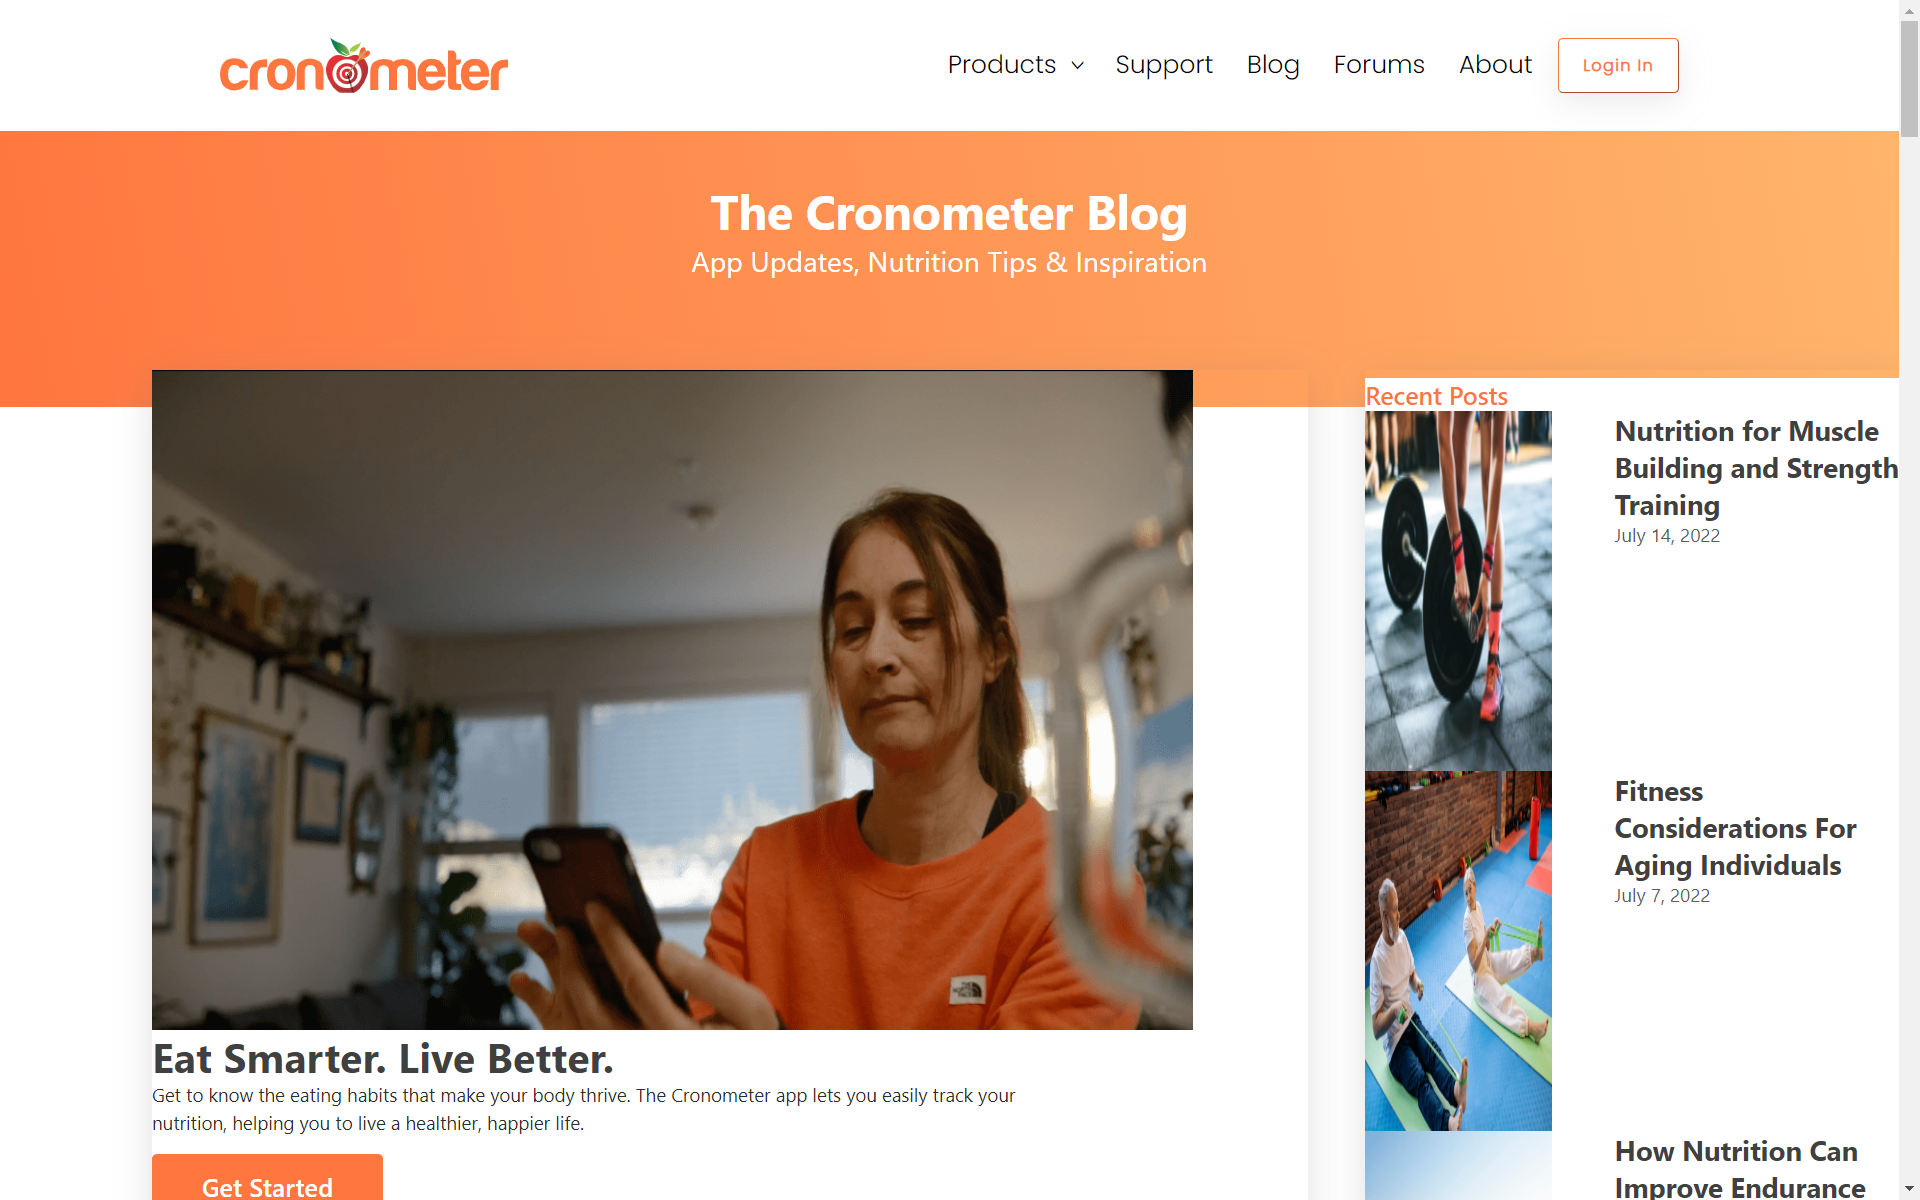 cronometer
Products
Support
Blog
Forums
About
Login In
The Cronometer Blog
App Updates, Nutrition Tips & Inspiration
Eat Smarter. Live Better.
Get to know the eating habits that make your body thrive. The Cronometer app lets you easily track your
nutrition, helping you to live a healthier, happier life.
Get Started
Recent Posts
Nutrition for Muscle
Building and Strength
Training
July 14, 2022
Fitness
Considerations For
Aging Individuals
July 7, 2022
How Nutrition Can
Improve Endurance